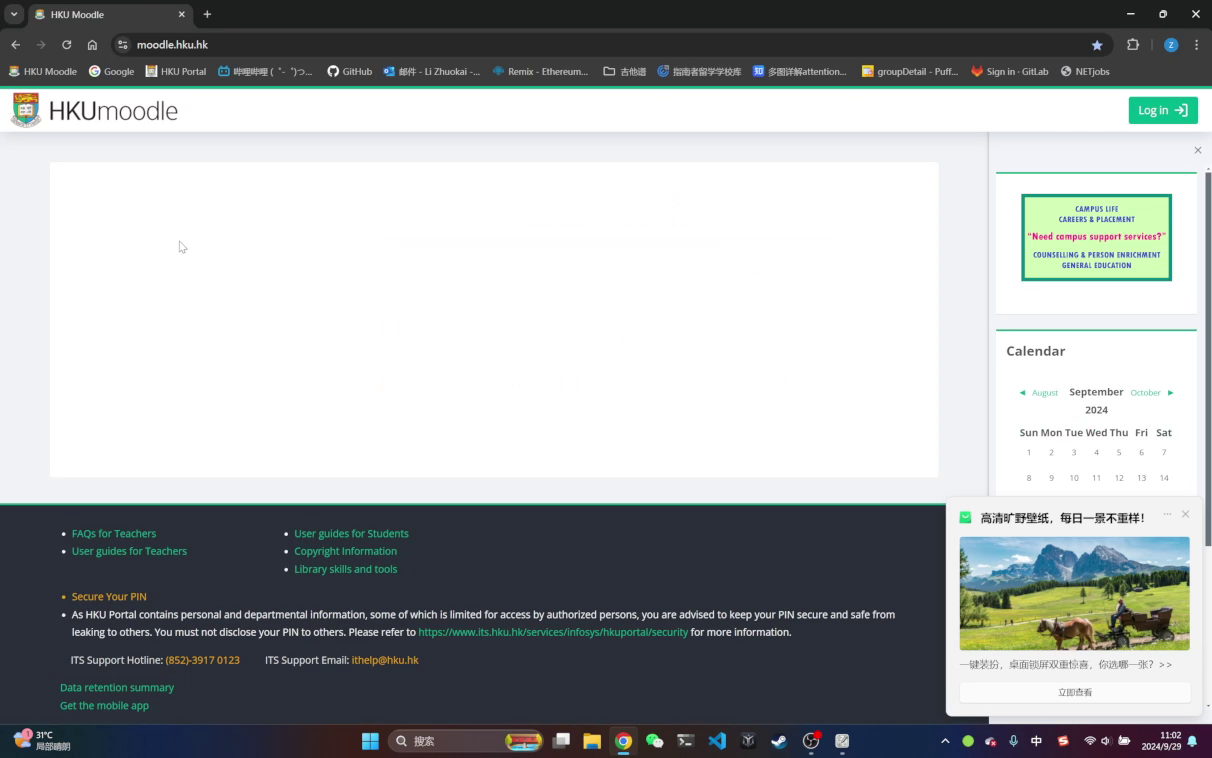 HKUmoodle
moodle.hku.hk
HKU Moodle
Google
HKU Portal
哔哩哔哩 (゜-゜)つ...
GitHub
邮件 - Li Zhuokai -...
Remix - Ethereum...
吉他谱
指南者留学学校库
多图详解attention...
groupDetail - Puff...
Sign in · GitLab
NETjob
HKUmoodle
Log in
CAMPUS LIFE
CAREERS & PLACEMENT
"Need campus support services?"
COUNSELLING & PERSON ENRICHMENT
GENERAL EDUCATION
Calendar
◄ August September October ►
2024
Sun Mon Tue Wed Thu Fri Sat
1 2 3 4 5 6 7
8 9 10 11 12 13 14
FAQs for Teachers
User guides for Teachers
User guides for Students
Copyright Information
Library skills and tools
Secure Your PIN
As HKU Portal contains personal and departmental information, some of which is limited for access by authorized persons, you are advised to keep your PIN secure and safe from
leaking to others. You must not disclose your PIN to others. Please refer to https://www.its.hku.hk/services/infosys/hkuportal/security for more information.
ITS Support Hotline: (852)-3917 0123 ITS Support Email: ithelp@hku.hk
Data retention summary
Get the mobile app
高清旷野壁纸，每日一景不重样！
一键装扮，桌面锁屏双重惊喜，你选哪一张？>>
立即查看
31°C
局部晴朗
搜索
中
11:02
2024/9/29